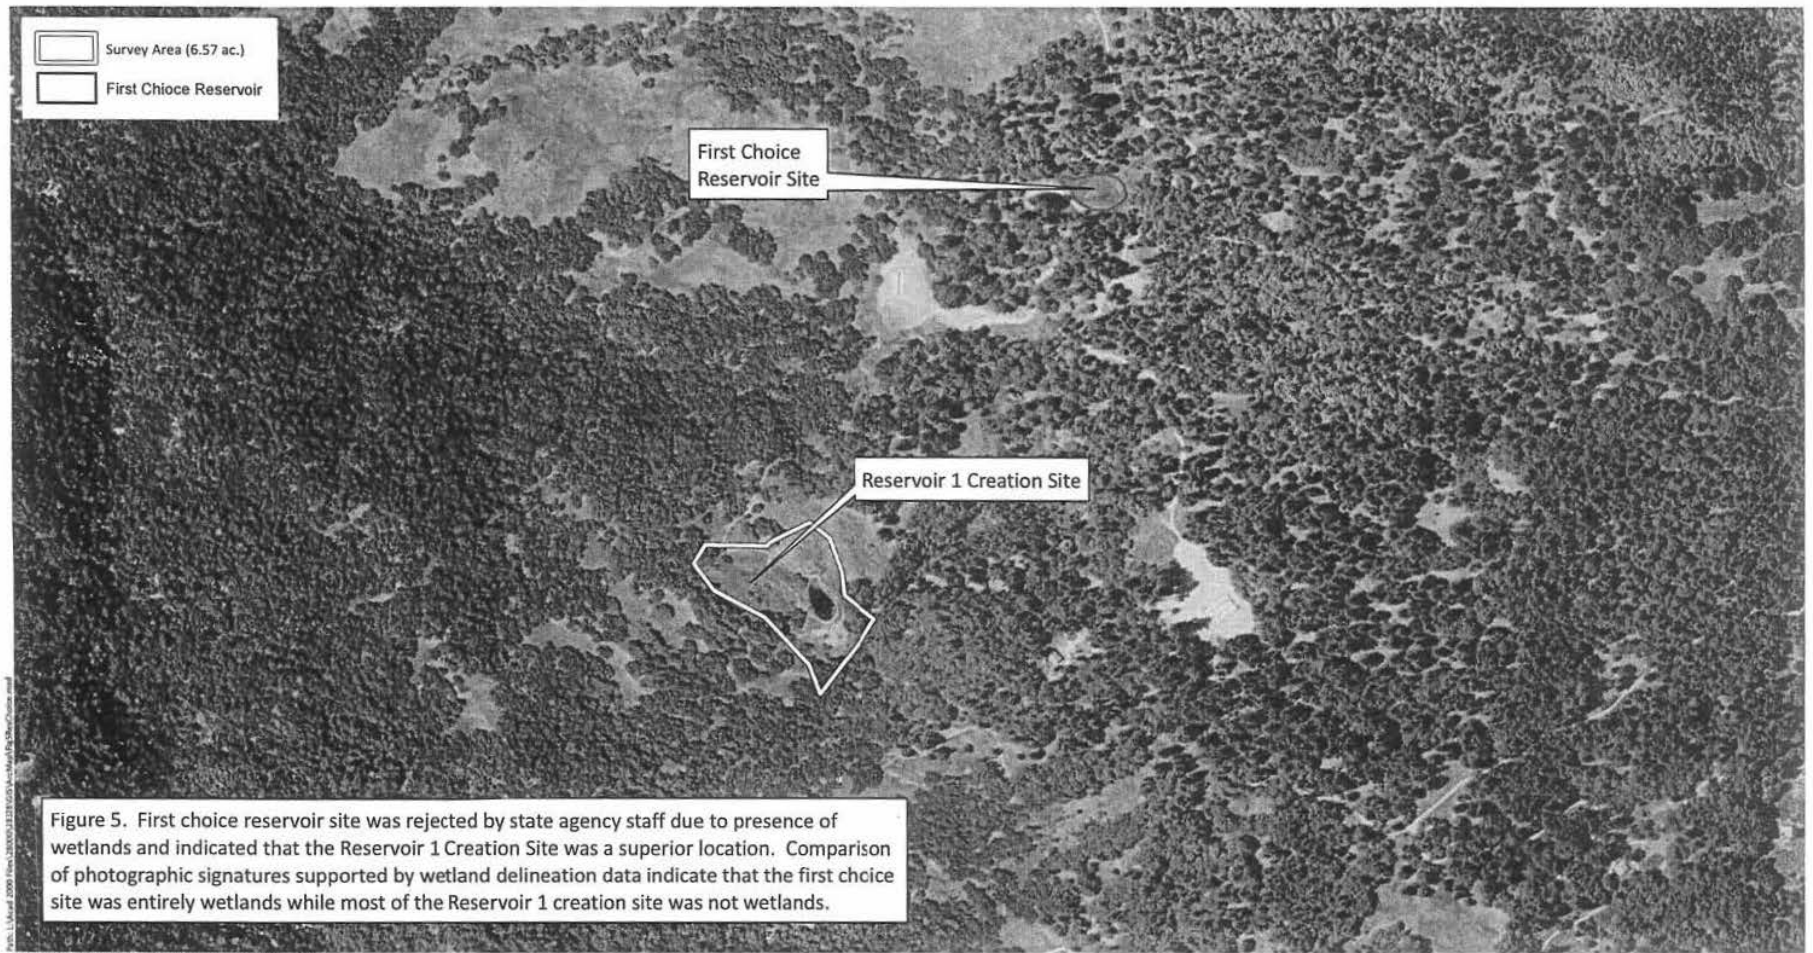 Survey Area (6.57 ac.)
First Chioce Reservoir
First Choice
Reservoir Site
Reservoir 1 Creation Site
Figure 5.  First choice reservoir site was rejected by state agency staff due to presence of
wetlands and indicated that the Reservoir 1 Creation Site was a superior location.  Comparison
of photographic signatures supported by wetland delineation data indicate that the first choice
site was entirely wetlands while most of the Reservoir 1 creation site was not wetlands.